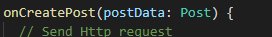 onCreatePost(postData: Post) {
// Send Http request